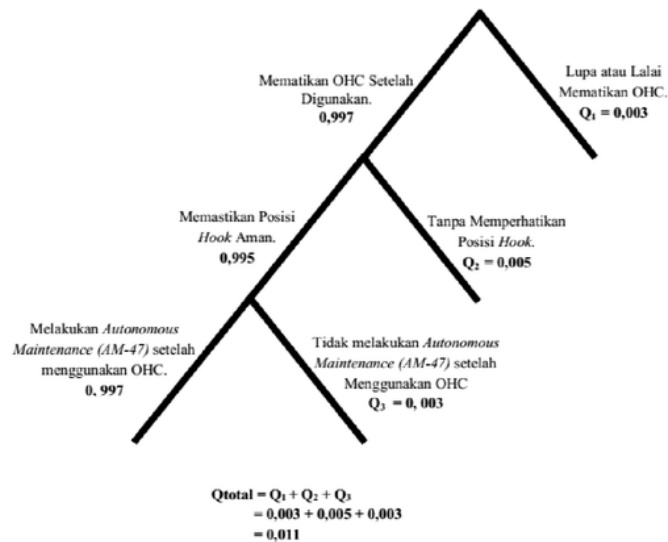 Mematikan OHC Setelah
Digunakan.
0,997
Lupa atau Lalai
Mematikan OHC.
Q₁ = 0,003
Memastikan Posisi
Hook Aman.
0,995
Tanpa Memperhatikan
Posisi Hook.
Q₂ = 0,005
Melakukan Autonomous
Maintenance (AM-47) setelah
menggunakan OHC.
0, 997
Tidak melakukan Autonomous
Maintenance (AM-47) setelah
Menggunakan OHC
Q₃ = 0, 003
Qtotal = Q₁ + Q₂ + Q₃
= 0,003 + 0,005 + 0,003
= 0,011